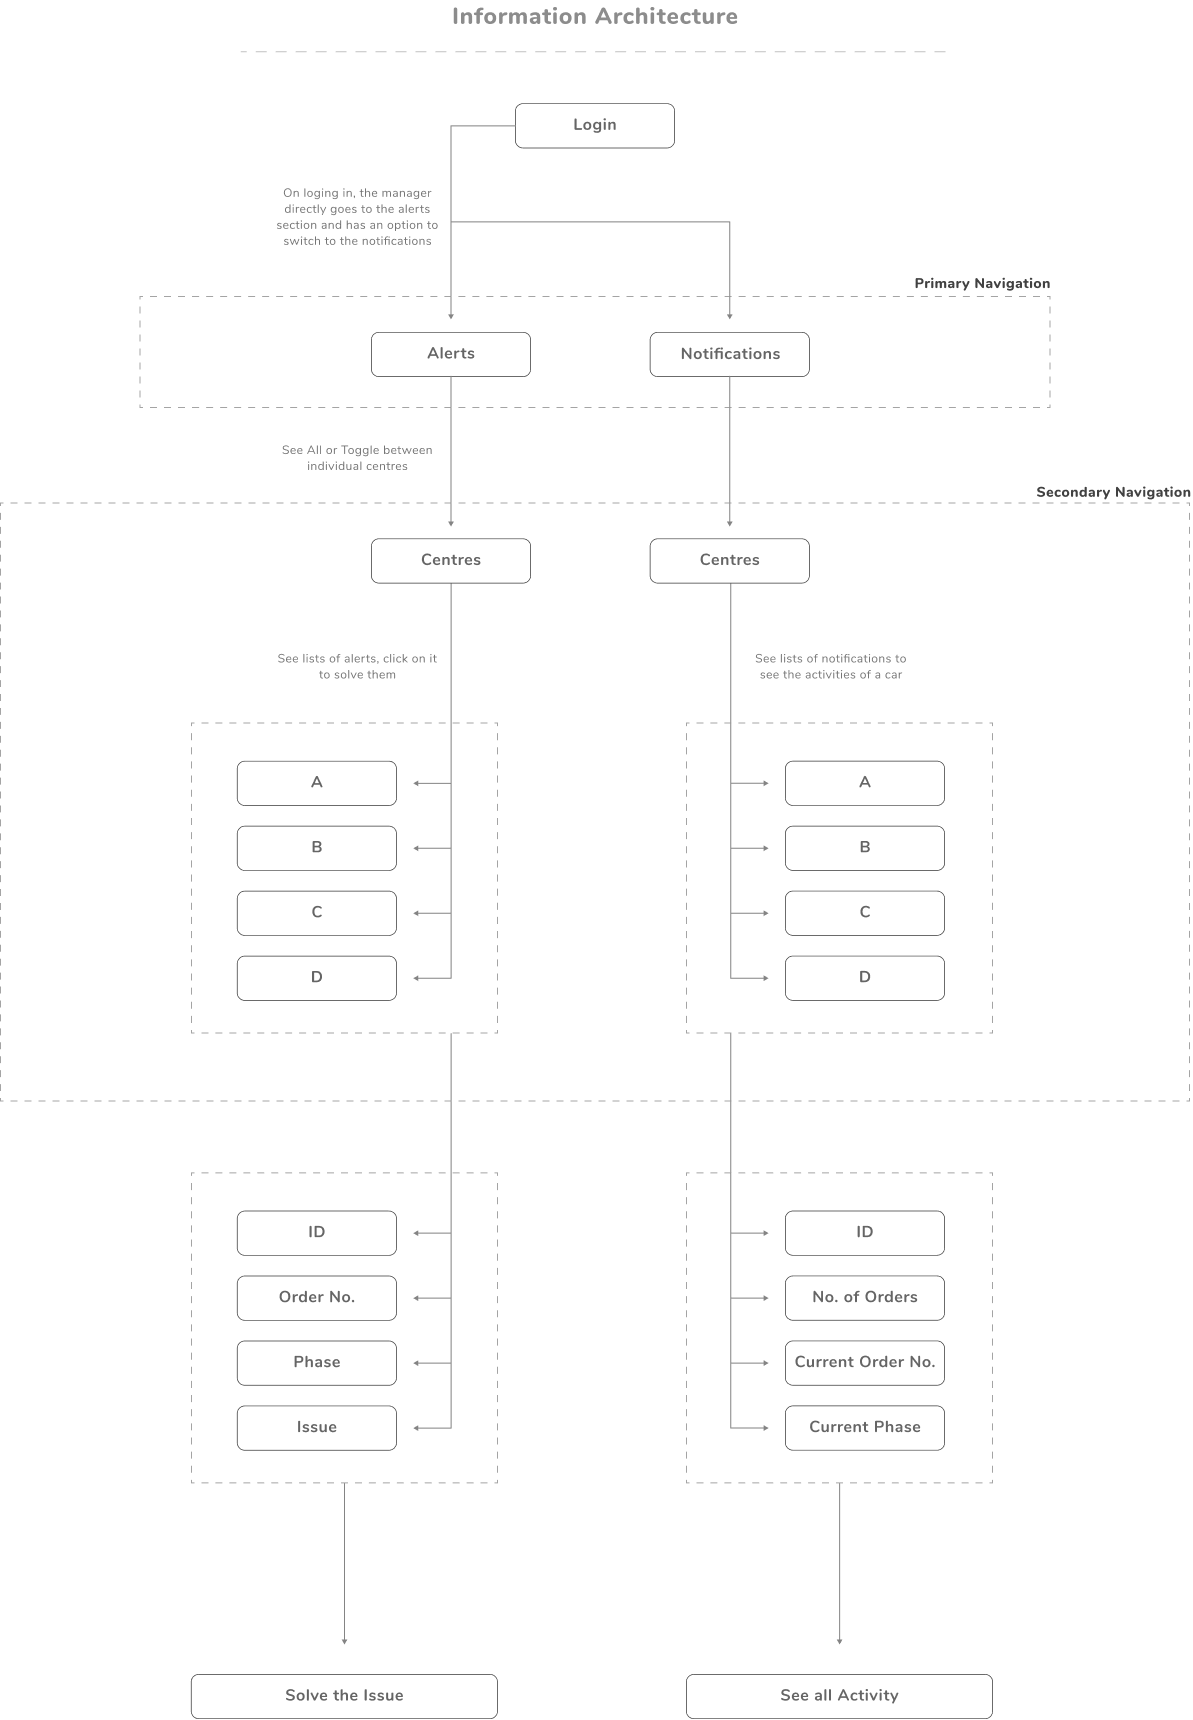 Information Architecture
Login
On loging in, the manager
directly goes to the alerts
section and has an option to
switch to the notifications
Primary Navigation
Alerts
Notifications
See All or Toggle between
individual centres
Secondary Navigation
Centres
Centres
See lists of alerts, click on it
to solve them
See lists of notifications to
see the activities of a car
A
A
B
B
C
C
D
D
ID
ID
Order No.
No. of Orders
Phase
Current Order No.
Issue
Current Phase
Solve the Issue
See all Activity